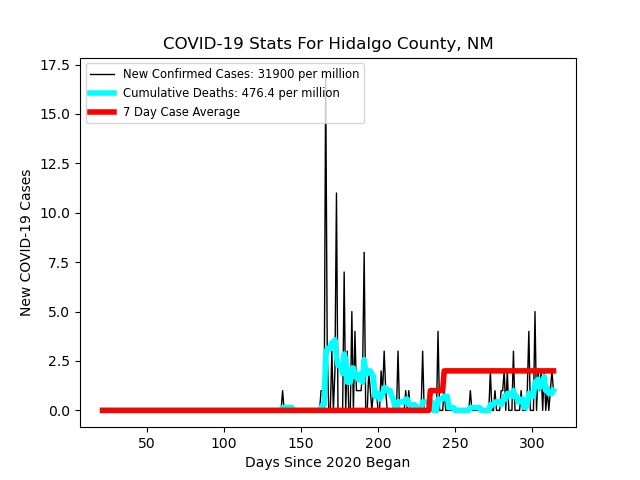 COVID-19 Stats For Hidalgo County, NM
New Confirmed Cases: 31900 per million
Cumulative Deaths: 476.4 per million
7 Day Case Average
New COVID-19 Cases
17.5
15.0
12.5
10.0
7.5
5.0
2.5
0.0
50 100 150 200 250 300
Days Since 2020 Began